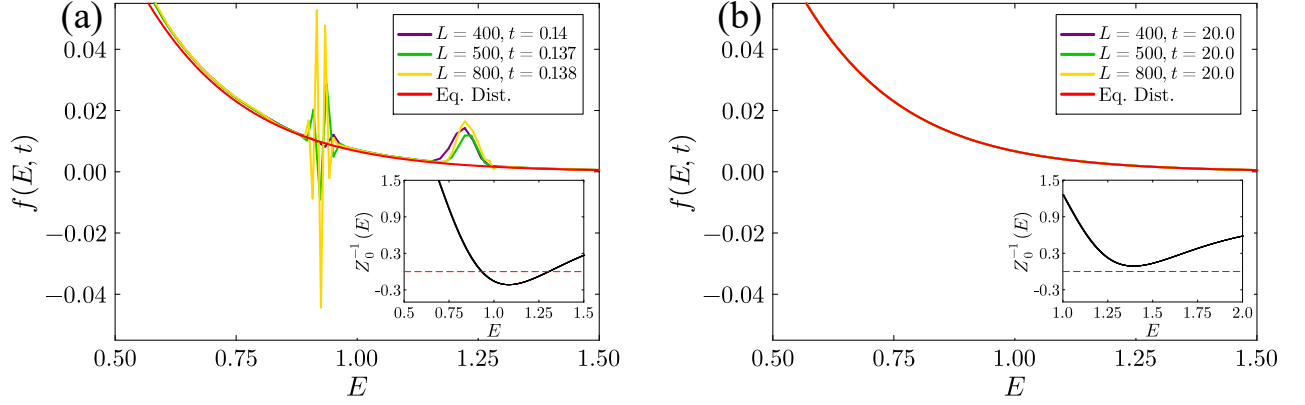 (a)
L = 400, t = 0.14
L = 500, t = 0.137
L = 800, t = 0.138
Eq. Dist.
f(E, t)
0.04
0.02
0.00
−0.02
−0.04
0.50
0.75
1.00
1.25
1.50
E
Z₀⁻¹(E)
1.5
0.9
0.3
-0.3
0.5
0.75
1.0
1.25
1.5
E
(b)
L = 400, t = 20.0
L = 500, t = 20.0
L = 800, t = 20.0
Eq. Dist.
f(E, t)
0.04
0.02
0.00
−0.02
−0.04
0.50
0.75
1.00
1.25
1.50
E
Z₀⁻¹(E)
1.5
0.9
0.3
-0.3
1.0
1.25
1.5
1.75
2.0
E